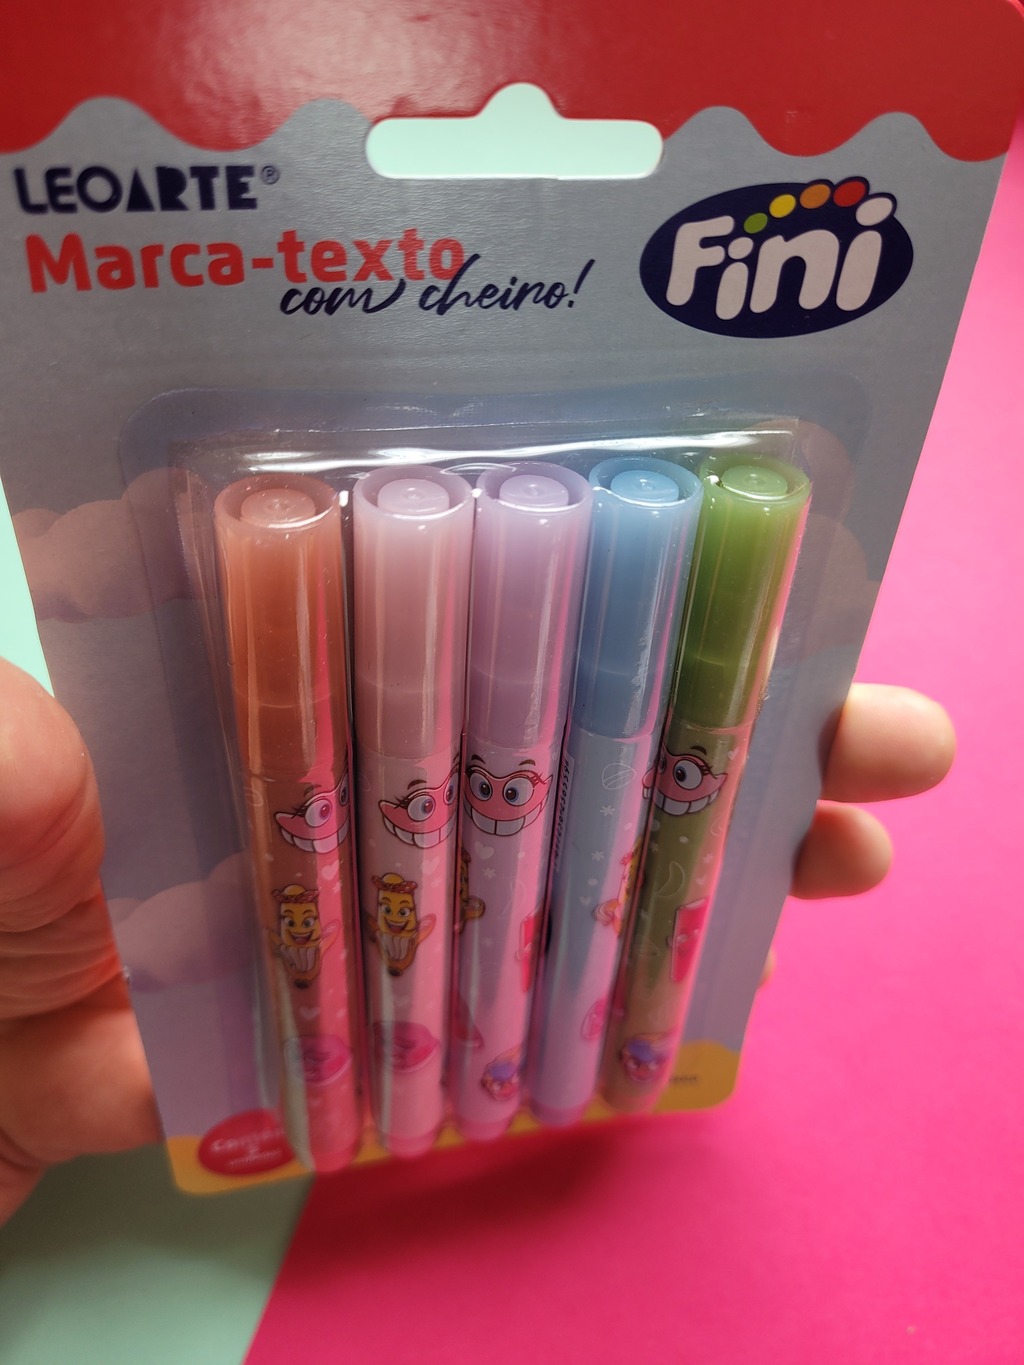 LEOARTE®
Marca-texto
com cheiro!
Fini